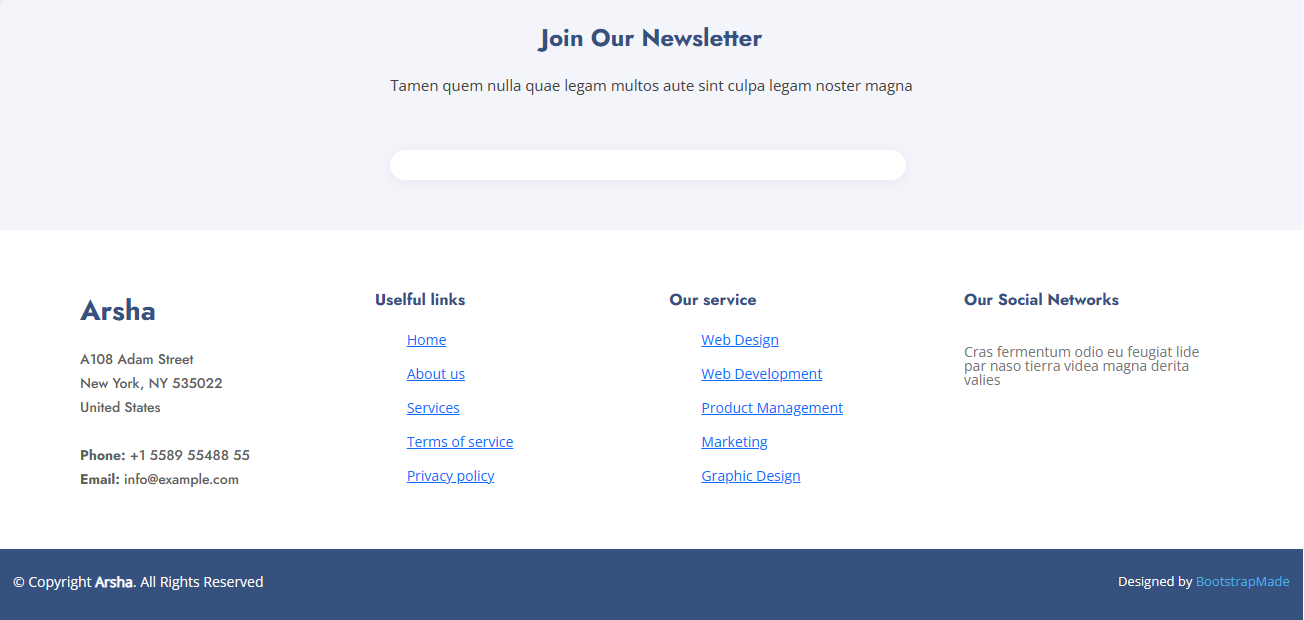 Join Our Newsletter
Tamen quem nulla quae legam multos aute sint culpa legam noster magna
Arsha
A108 Adam Street
New York, NY 535022
United States
Phone: +1 5589 55488 55
Email: info@example.com
Uselful links
Home
About us
Services
Terms of service
Privacy policy
Our service
Web Design
Web Development
Product Management
Marketing
Graphic Design
Our Social Networks
Cras fermentum odio eu feugiat lide
par naso tierra videa magna derita
valies
© Copyright Arsha. All Rights Reserved
Designed by BootstrapMade